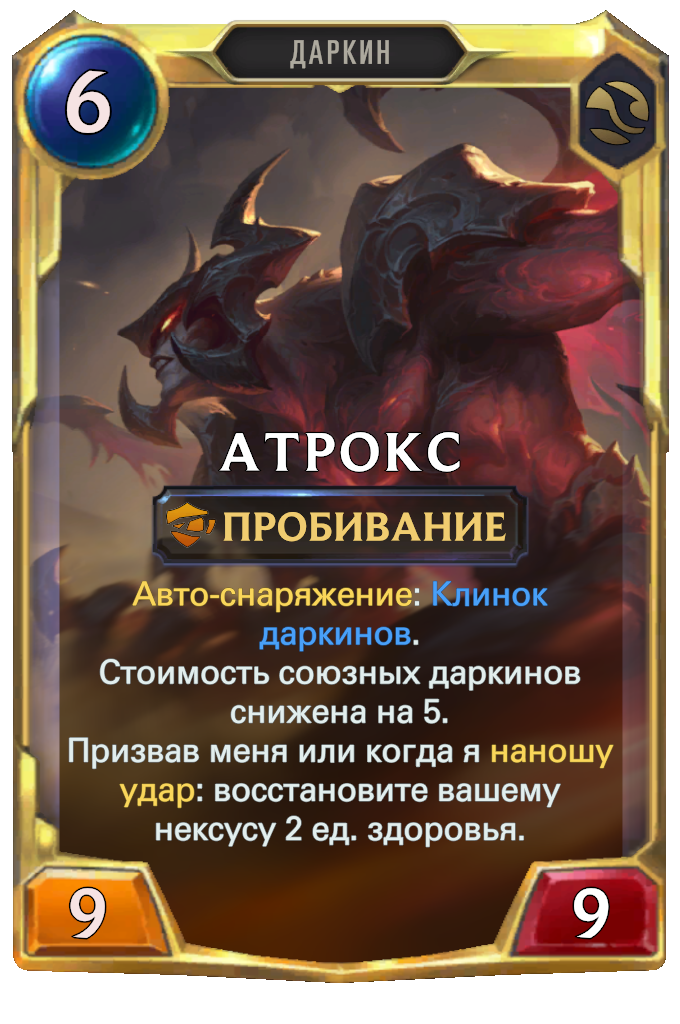 ДАРКИН
6
АТРОКС
ПРОБИВАНИЕ
Авто-снаряжение: Клинок
даркинов.
Стоимость союзных даркинов
снижена на 5.
Призвав меня или когда я наношу
удар: восстановите вашему
нексусу 2 ед. здоровья.
9
9